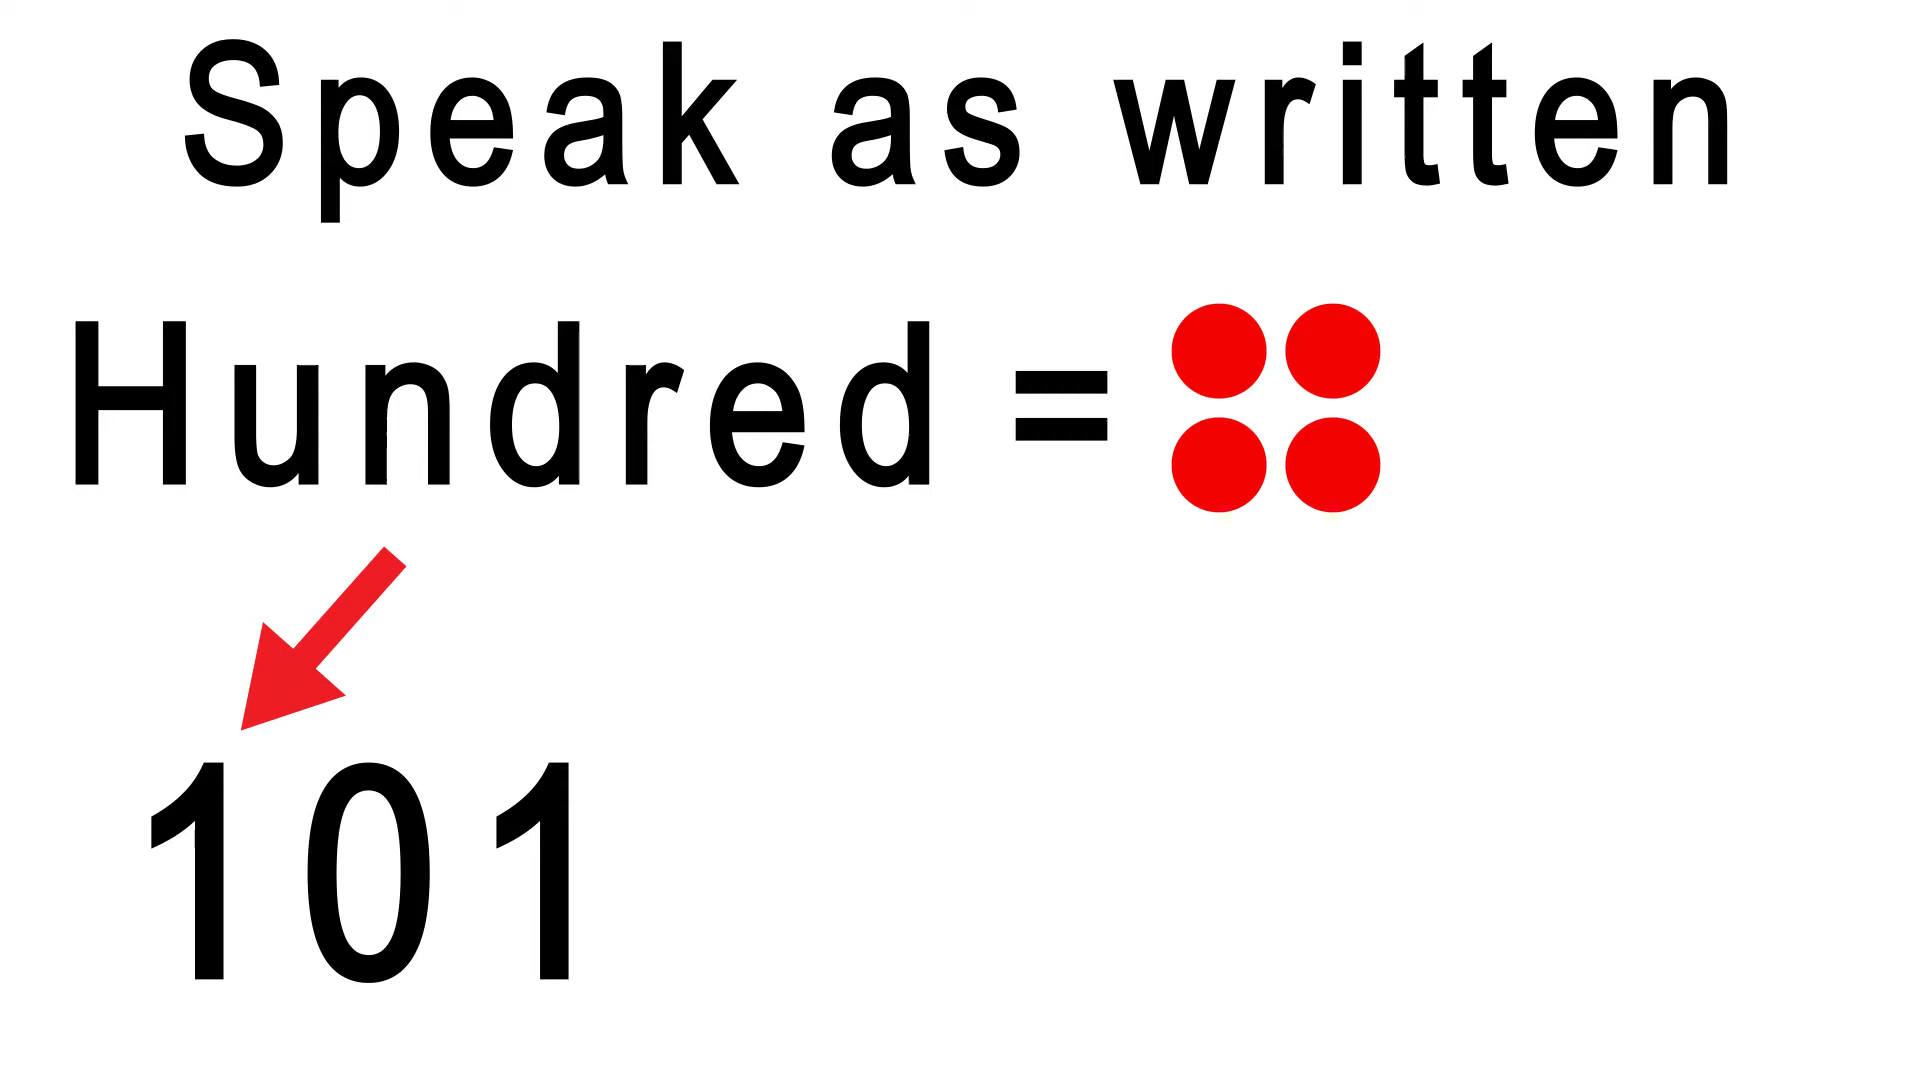 Speak as written
Hundred =
101